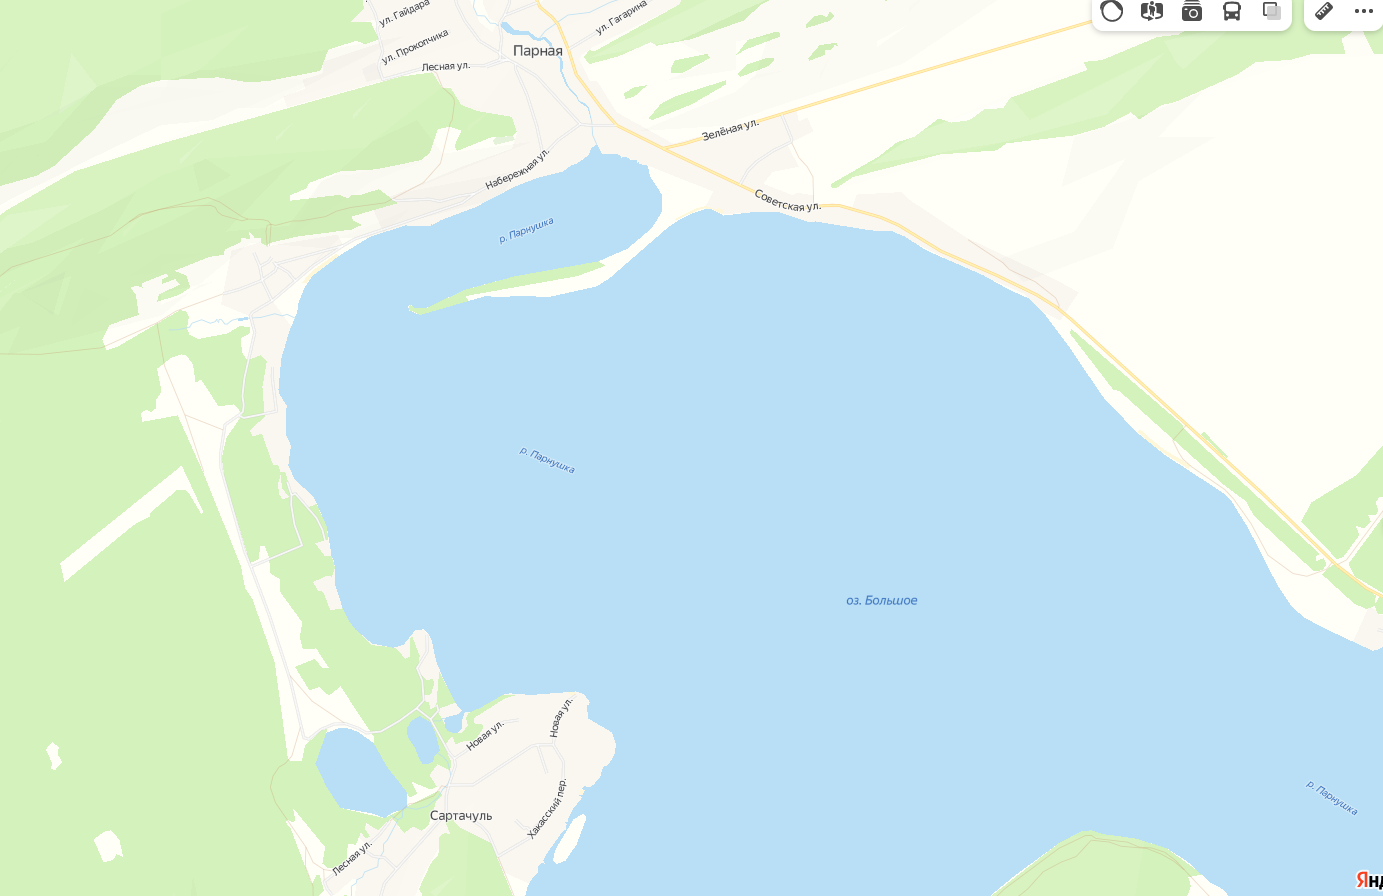 ул. Гайдара
ул. Гагарина
ул. Прокопчика
Парная
Лесная ул.
Зелёная ул.
Набережная ул.
Советская ул.
р. Парнушка
р. Парнушка
оз. Большое
Новая ул.
Новая ул.
р. Парнушка
Хакасский пер.
Сартачуль
Лесная ул.
Янд